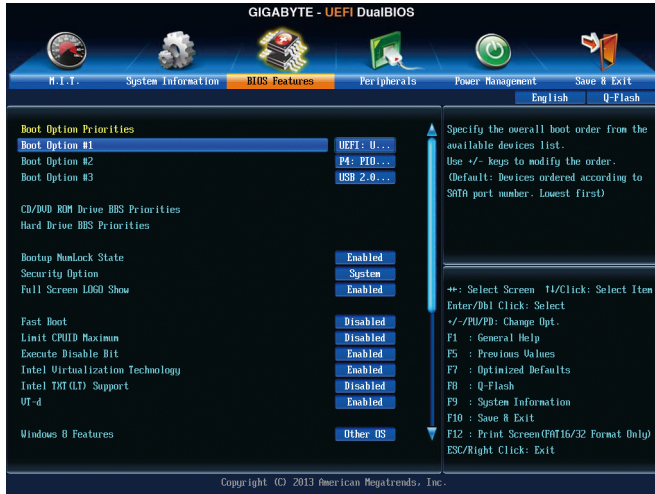 GIGABYTE - UEFI DualBIOS
M.I.T. System Information BIOS Features Peripherals Power Management Save & Exit
English Q-Flash
Boot Option Priorities
Boot Option #1 UEFI: U...
Boot Option #2 P4: PIO...
Boot Option #3 USB 2.0...
CD/DVD ROM Drive BBS Priorities
Hard Drive BBS Priorities
Bootup NumLock State Enabled
Security Option System
Full Screen LOGO Show Enabled
Fast Boot Disabled
Limit CPUID Maximum Disabled
Execute Disable Bit Enabled
Intel Virtualization Technology Enabled
Intel TXT(LT) Support Disabled
VT-d Enabled
Windows 8 Features Other OS
Specify the overall boot order from the
available devices list.
Use +/- keys to modify the order.
(Default: Devices ordered according to
SATA port number. Lowest first)
→←: Select Screen ↑↓/Click: Select Item
Enter/Dbl Click: Select
+/-/PU/PD: Change Opt.
F1 : General Help
F5 : Previous Values
F7 : Optimized Defaults
F8 : Q-Flash
F9 : System Information
F10 : Save & Exit
F12 : Print Screen(FAT16/32 Format Only)
ESC/Right Click: Exit
Copyright (C) 2013 American Megatrends, Inc.